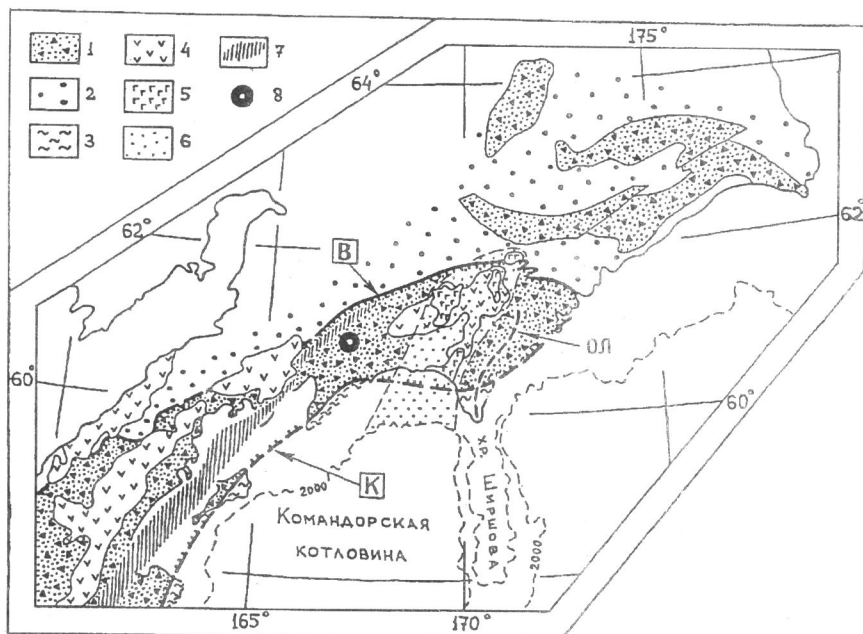 1 4 7
2 5 8
3 6
175°
64°
62°
62°
В
60°
ОЛ
60°
К
2000
КОМАНДОРСКАЯ
КОТЛОВИНА
ХР. ШИРШОВА
2000
165°
170°